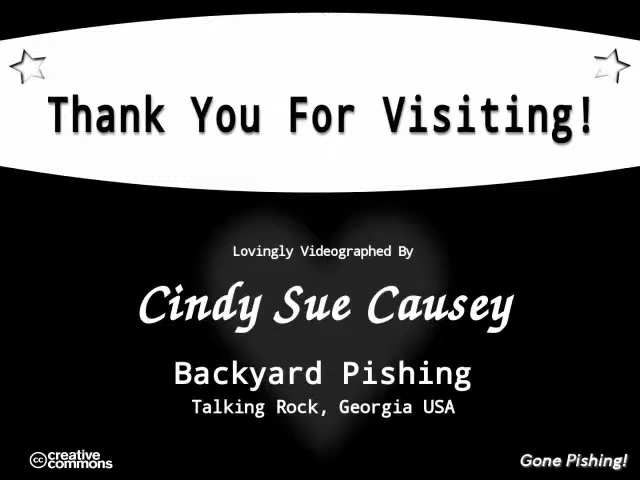 Thank You For Visiting!
Lovingly Videographed By
Cindy Sue Causey
Backyard Pishing
Talking Rock, Georgia USA
cc creative commons
Gone Pishing!